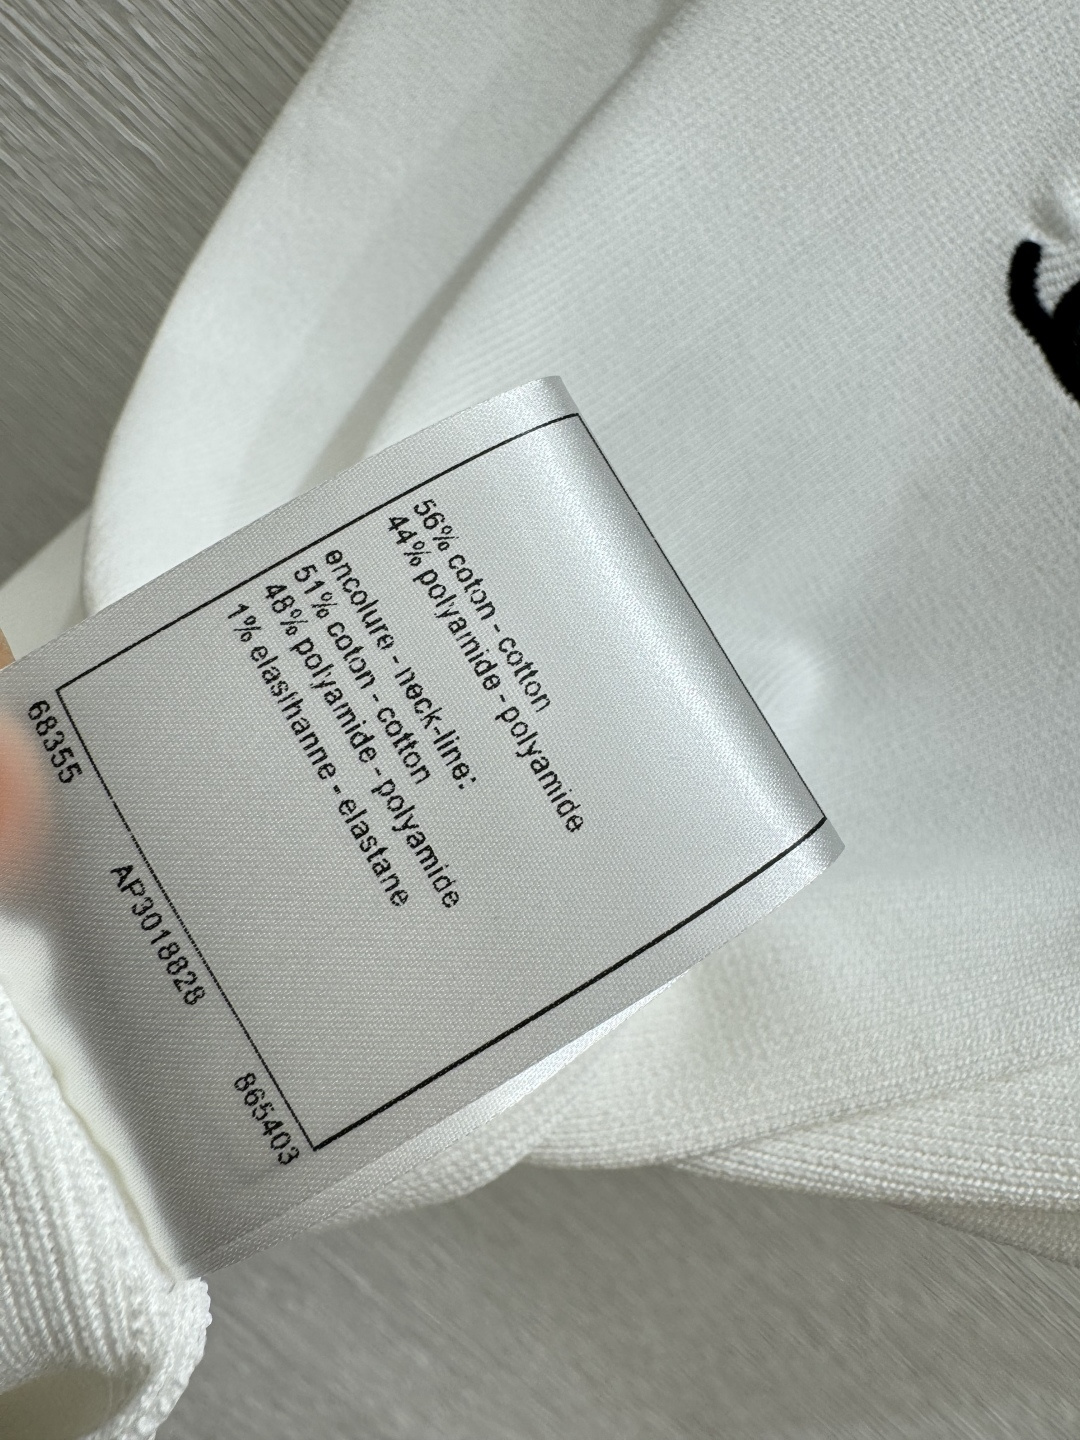 56% coton - cotton
44% polyamide - polyamide
encolure - neck-line:
51% coton - cotton
48% polyamide - polyamide
1% elasthanne - elastane
68355
AP3018828
865403